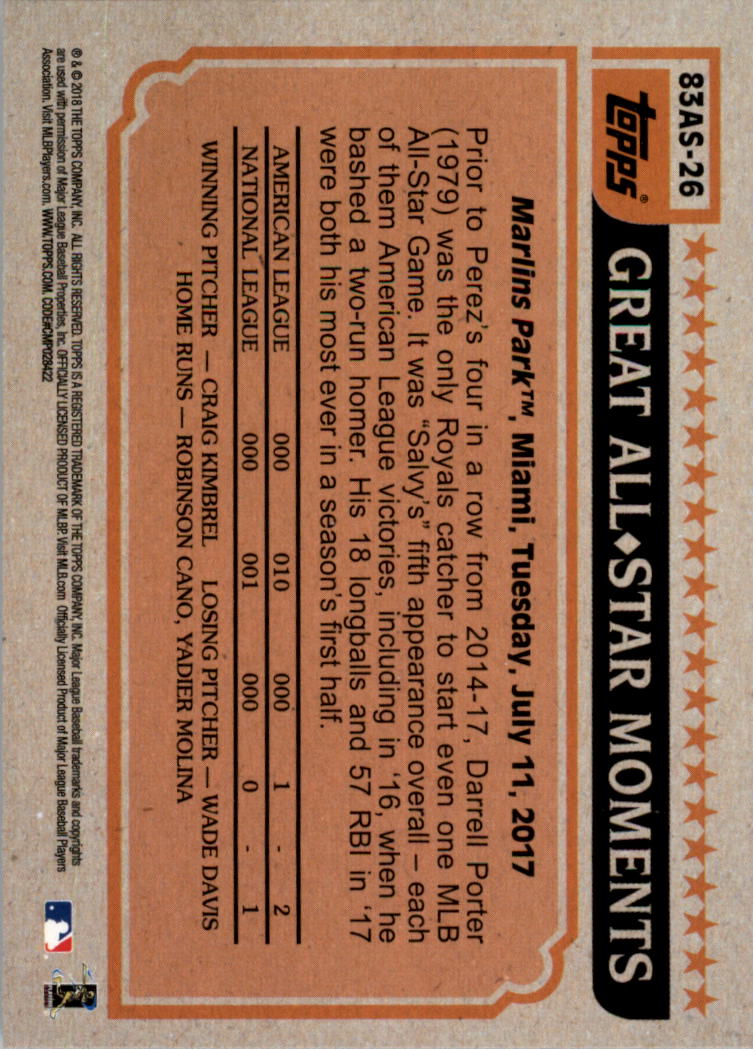 83AS-26
TOPPS®
GREAT ALL◆STAR MOMENTS
Marlins Park™, Miami, Tuesday, July 11, 2017
Prior to Perez's four in a row from 2014-17, Darrell Porter
(1979) was the only Royals catcher to start even one MLB
All-Star Game. It was “Salvy's” fifth appearance overall – each
of them American League victories, including in ‘16, when he
bashed a two-run homer. His 18 longballs and 57 RBI in ‘17
were both his most ever in a season's first half.
AMERICAN LEAGUE 000 010 000 1 - 2
NATIONAL LEAGUE 000 001 000 0 - 1
WINNING PITCHER — CRAIG KIMBREL LOSING PITCHER — WADE DAVIS
HOME RUNS — ROBINSON CANO, YADIER MOLINA
® & © 2018 THE TOPPS COMPANY, INC. ALL RIGHTS RESERVED. TOPPS IS A REGISTERED TRADEMARK OF THE TOPPS COMPANY, INC. Major League Baseball trademarks and copyrights
are used with permission of Major League Baseball Properties, Inc. OFFICIALLY LICENSED PRODUCT OF MLBP. Visit MLB.com Officially Licensed Product of Major League Baseball Players
Association. Visit MLBPlayers.com. WWW.TOPPS.COM. CODE#CMP028422